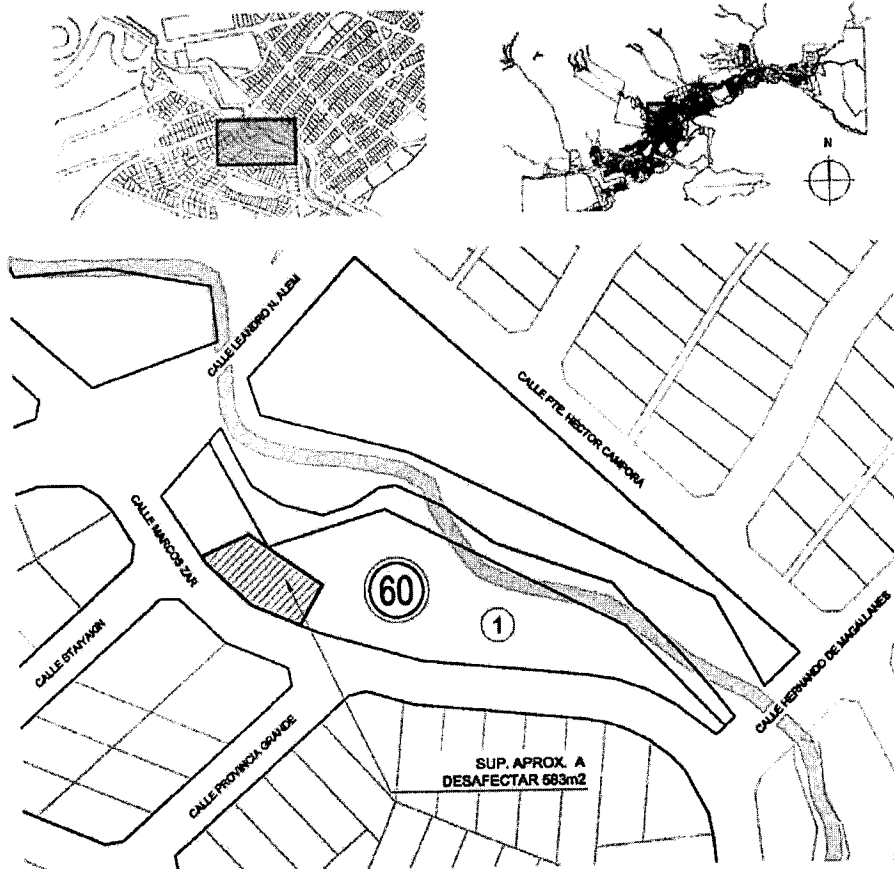 N
CALLE LEANDRO N. ALEM
CALLE PTE. HÉCTOR CAMPORA
CALLE MARCOS ZAR
60
1
CALLE BTAIYAKIN
CALLE HERNANDO DE MAGALLANES
CALLE PROVINCIA GRANDE
SUP. APROX. A
DESAFECTAR 583m2